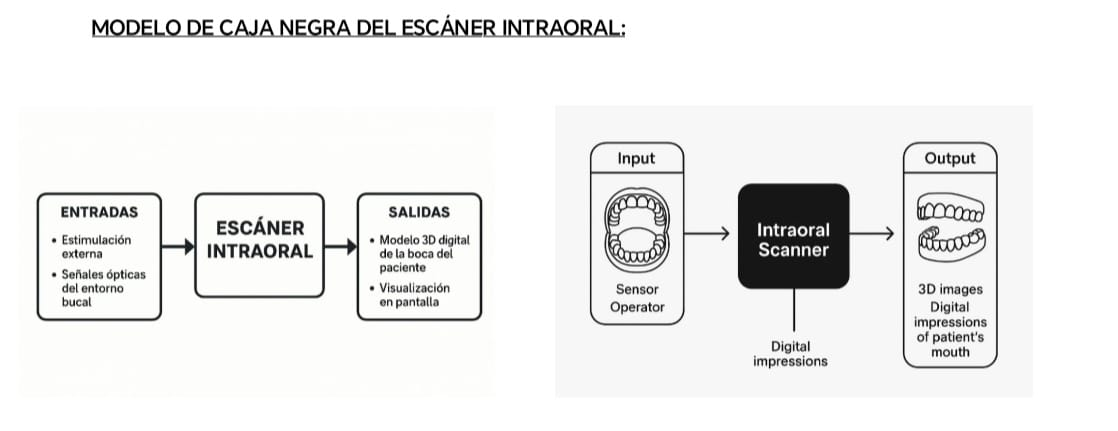 MODELO DE CAJA NEGRA DEL ESCÁNER INTRAORAL:
ENTRADAS
• Estimulación
externa
• Señales ópticas
del entorno
bucal
ESCÁNER
INTRAORAL
SALIDAS
• Modelo 3D digital
de la boca del
paciente
• Visualización
en pantalla
Input
Sensor
Operator
Intraoral
Scanner
Digital
impressions
Output
3D images
Digital
impressions
of patient's
mouth